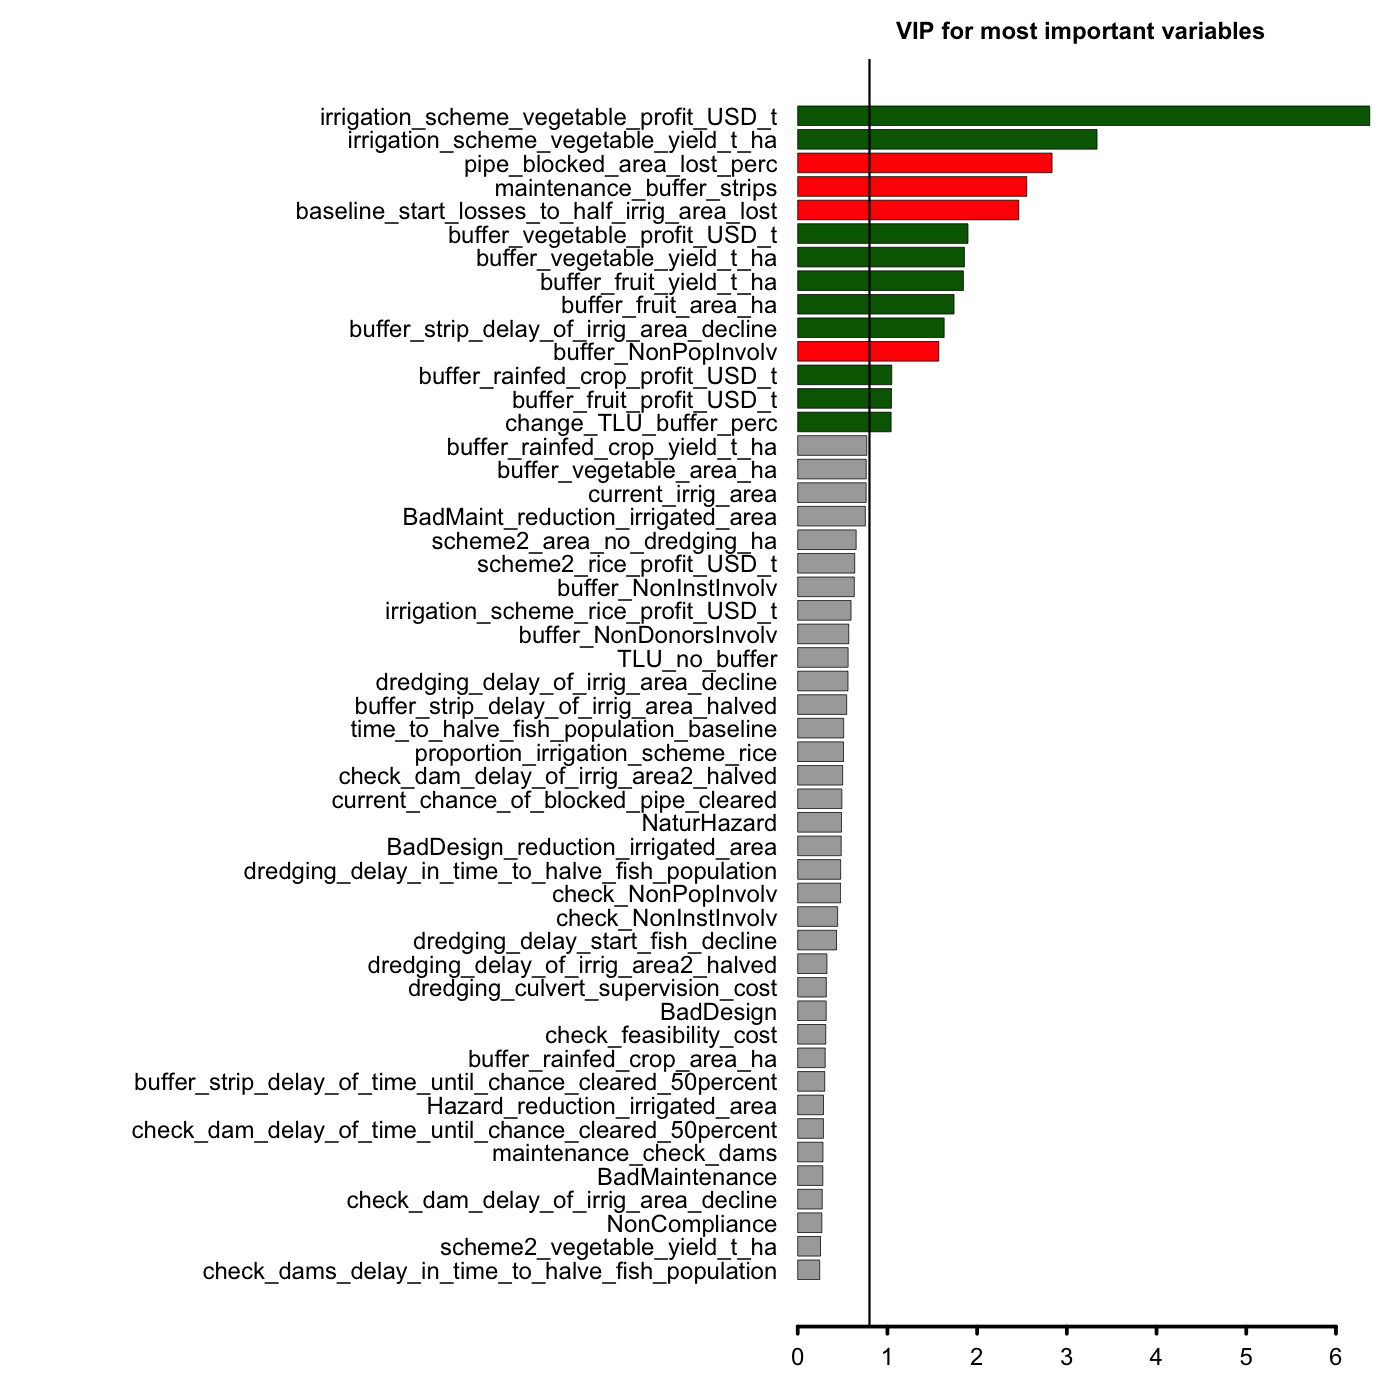 VIP for most important variables
irrigation_scheme_vegetable_profit_USD_t
irrigation_scheme_vegetable_yield_t_ha
pipe_blocked_area_lost_perc
maintenance_buffer_strips
baseline_start_losses_to_half_irrig_area_lost
buffer_vegetable_profit_USD_t
buffer_vegetable_yield_t_ha
buffer_fruit_yield_t_ha
buffer_fruit_area_ha
buffer_strip_delay_of_irrig_area_decline
buffer_NonPopInvolv
buffer_rainfed_crop_profit_USD_t
buffer_fruit_profit_USD_t
change_TLU_buffer_perc
buffer_rainfed_crop_yield_t_ha
buffer_vegetable_area_ha
current_irrig_area
BadMaint_reduction_irrigated_area
scheme2_area_no_dredging_ha
scheme2_rice_profit_USD_t
buffer_NonInstInvolv
irrigation_scheme_rice_profit_USD_t
buffer_NonDonorsInvolv
TLU_no_buffer
dredging_delay_of_irrig_area_decline
buffer_strip_delay_of_irrig_area_halved
time_to_halve_fish_population_baseline
proportion_irrigation_scheme_rice
check_dam_delay_of_irrig_area2_halved
current_chance_of_blocked_pipe_cleared
NaturHazard
BadDesign_reduction_irrigated_area
dredging_delay_in_time_to_halve_fish_population
check_NonPopInvolv
check_NonInstInvolv
dredging_delay_start_fish_decline
dredging_delay_of_irrig_area2_halved
dredging_culvert_supervision_cost
BadDesign
check_feasibility_cost
buffer_rainfed_crop_area_ha
buffer_strip_delay_of_time_until_chance_cleared_50percent
Hazard_reduction_irrigated_area
check_dam_delay_of_time_until_chance_cleared_50percent
maintenance_check_dams
BadMaintenance
check_dam_delay_of_irrig_area_decline
NonCompliance
scheme2_vegetable_yield_t_ha
check_dams_delay_in_time_to_halve_fish_population
0 1 2 3 4 5 6